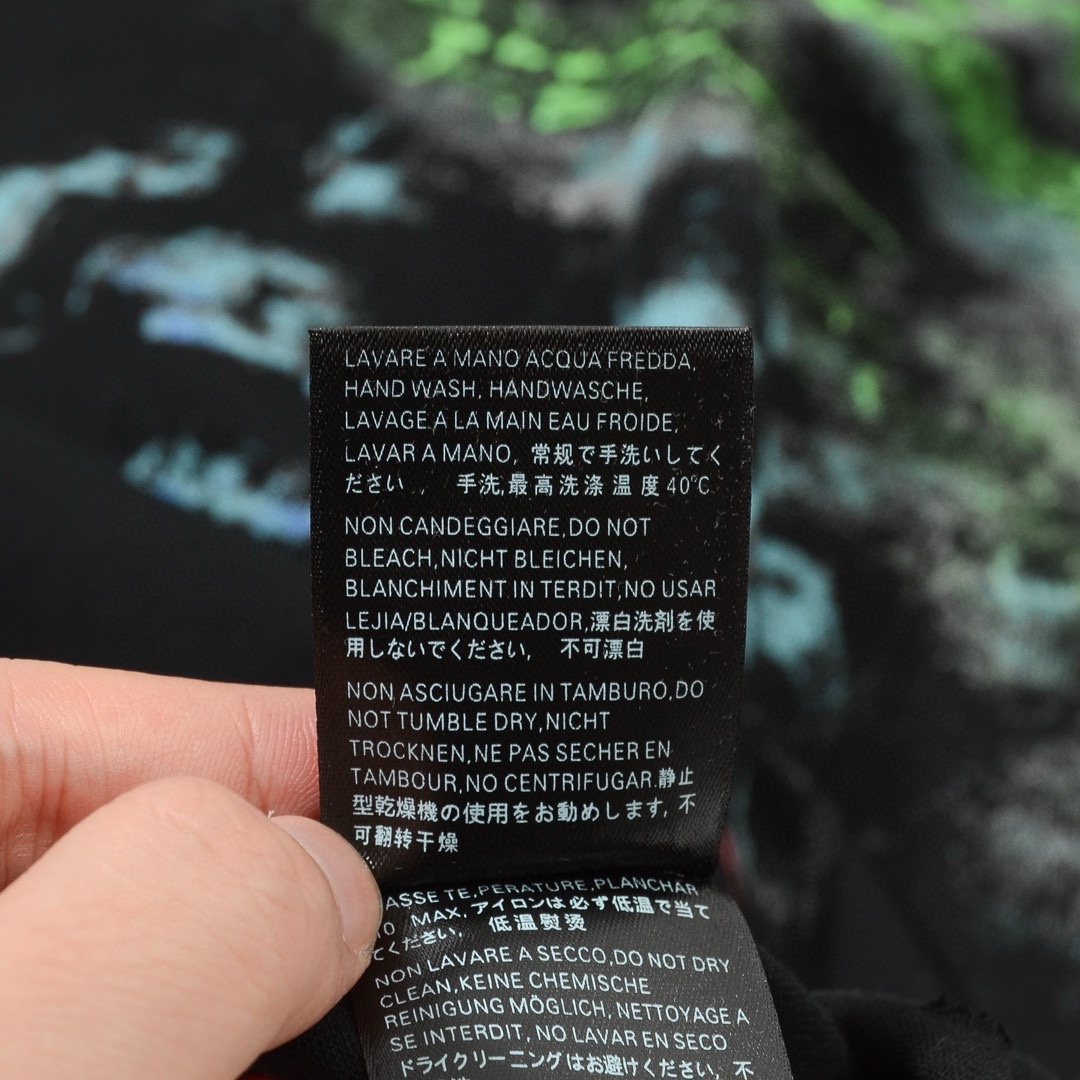 LAVARE A MANO ACQUA FREDDA,
HAND WASH, HANDWASCHE,
LAVAGE A LA MAIN EAU FROIDE,
LAVAR A MANO, 常规で手洗いしてく
ださい , 手洗,最高洗涤温度40°C
NON CANDEGGIARE,DO NOT
BLEACH,NICHT BLEICHEN,
BLANCHIMENT IN TERDIT,NO USAR
LEJIA/BLANQUEADOR,漂白洗剤を使
用しないでください, 不可漂白
NON ASCIUGARE IN TAMBURO,DO
NOT TUMBLE DRY,NICHT
TROCKNEN,NE PAS SECHER EN
TAMBOUR,NO CENTRIFUGAR.静止
型乾燥機の使用をお勧めします, 不
可翻转干燥
ASSE TE,PERATURE,PLANCHAR
10 MAX, アイロンは必ず低温で当て
てください, 低温熨烫
NON LAVARE A SECCO,DO NOT DRY
CLEAN,KEINE CHEMISCHE
REINIGUNG MÖGLICH, NETTOYAGE A
SE INTERDIT, NO LAVAR EN SECO
ドライクリーニングはお避けください, 不